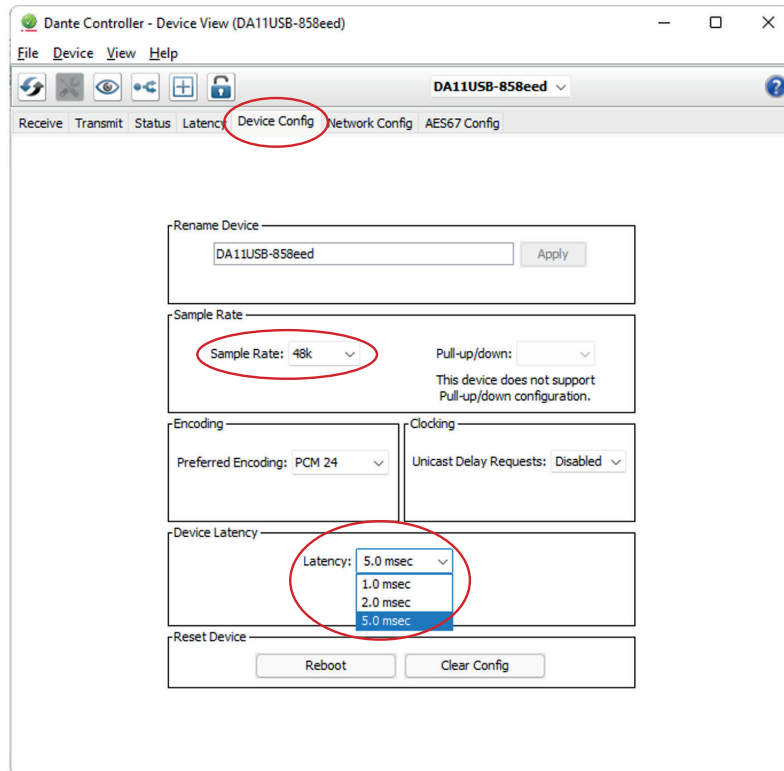 Dante Controller - Device View (DA11USB-858eed)
File Device View Help
DA11USB-858eed
?
Receive Transmit Status Latency Device Config Network Config AES67 Config
Rename Device
DA11USB-858eed Apply
Sample Rate
Sample Rate: 48k Pull-up/down:
This device does not support
Pull-up/down configuration.
Encoding Clocking
Preferred Encoding: PCM 24 Unicast Delay Requests: Disabled
Device Latency
Latency: 5.0 msec
1.0 msec
2.0 msec
5.0 msec
Reset Device
Reboot Clear Config